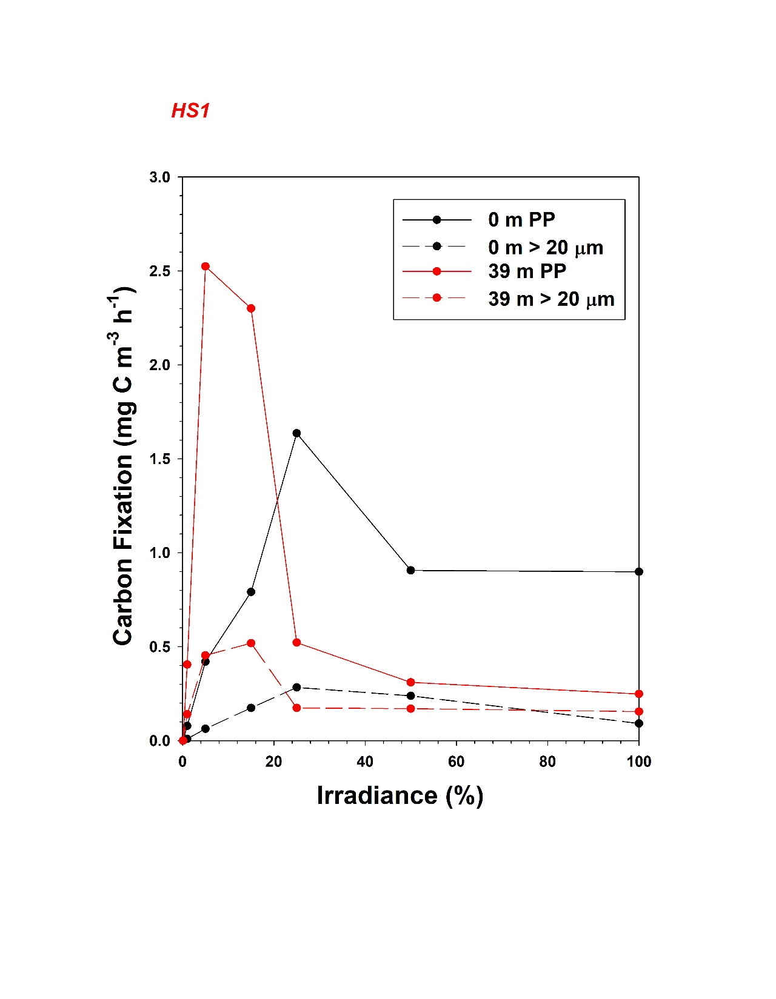 HS1
3.0
2.5
2.0
1.5
1.0
0.5
0.0
0 m PP
0 m > 20 μm
39 m PP
39 m > 20 μm
Carbon Fixation (mg C m⁻³ h⁻¹)
0 20 40 60 80 100
Irradiance (%)